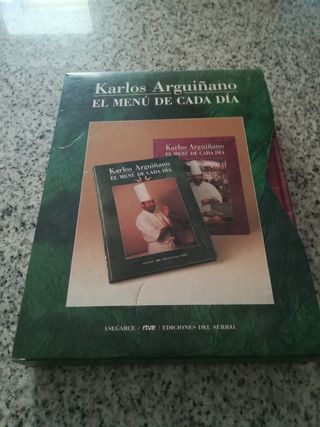 Karlos Arguiñano
EL MENÚ DE CADA DÍA
Karlos Arguiñano
EL MENÚ DE CADA DÍA
Karlos Arguiñano
EL MENÚ DE CADA DÍA
ASEGARCE / rtve / EDICIONES DEL SERBAL